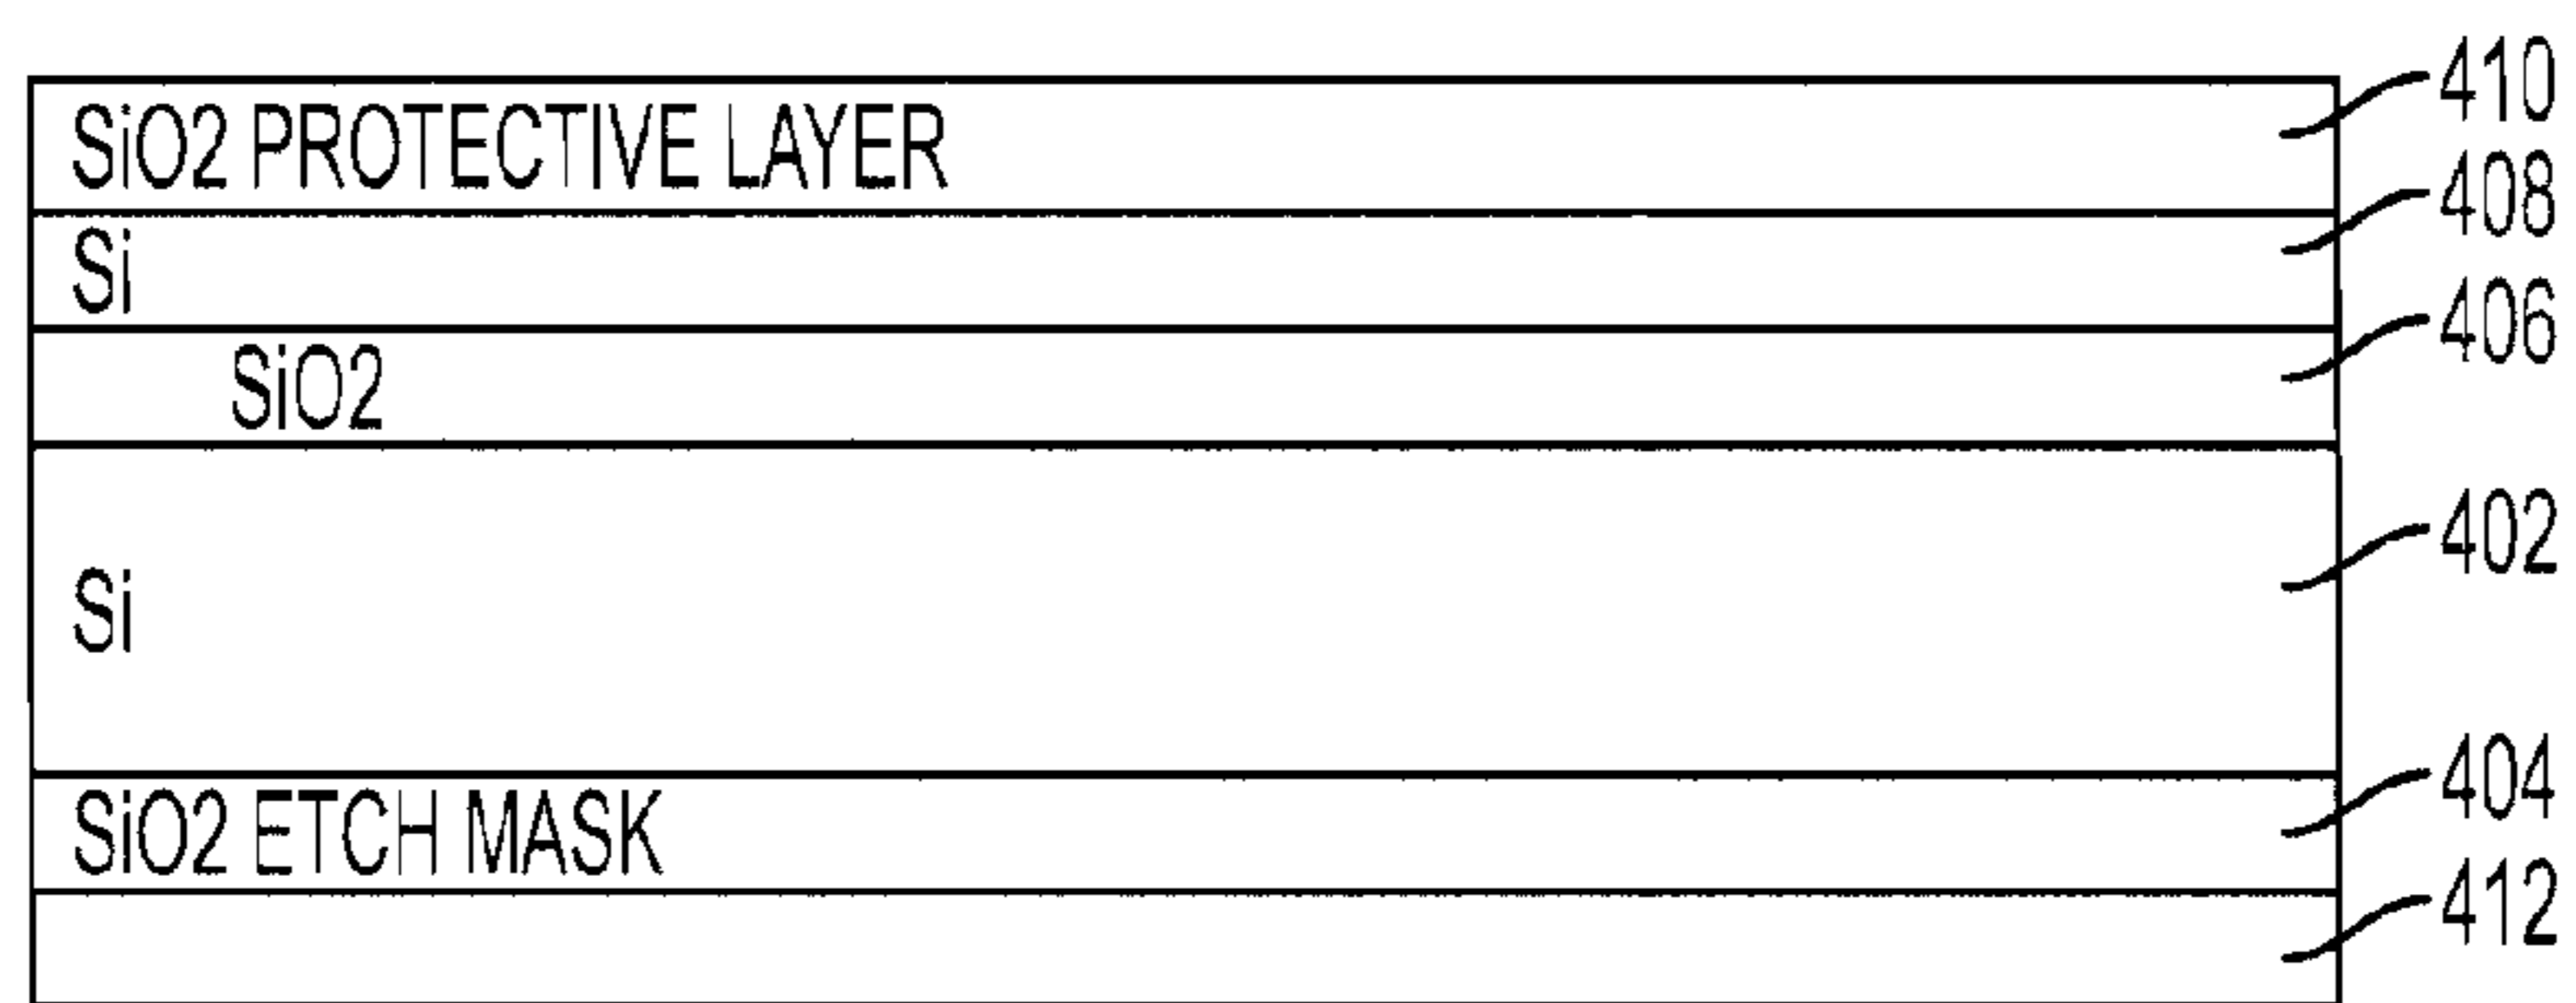 SiO2 PROTECTIVE LAYER 410
Si 408
SiO2 406
Si 402
SiO2 ETCH MASK 404
412